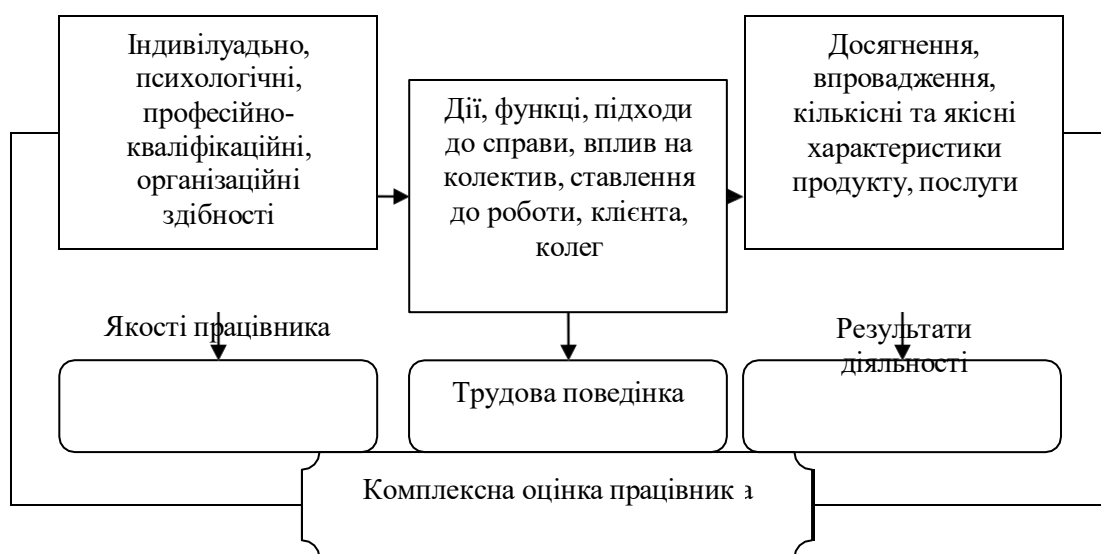 Індивілуадьно,
психологічні,
професійно-
кваліфікаційні,
організаційні
здібності
Дії, функці, підходи
до справи, вплив на
колектив, ставлення
до роботи, клієнта,
колег
Досягнення,
впровадження,
кількісні та якісні
характеристики
продукту, послуги
Якості працівника
Трудова поведінка
Результати
діяльності
Комплексна оцінка працівник а